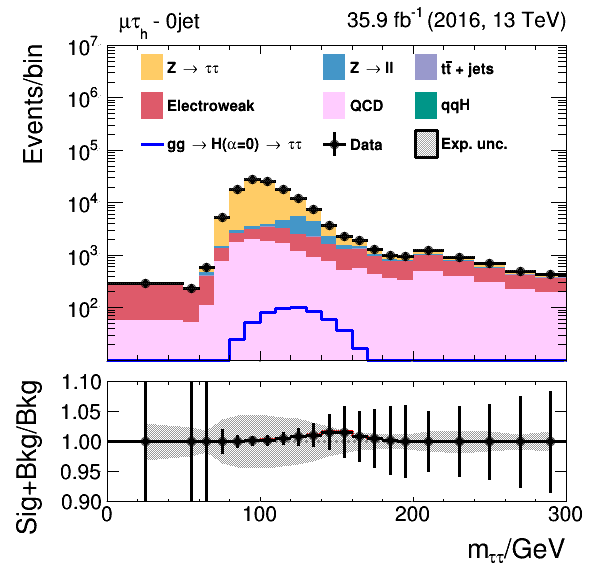 μτh - 0jet 35.9 fb-1 (2016, 13 TeV)
Events/bin
10^7
10^6
10^5
10^4
10^3
10^2
Z → ττ Z → ll tt̄ + jets
Electroweak QCD qqH
gg → H(α=0) → ττ Data Exp. unc.
Sig+Bkg/Bkg
1.10
1.05
1.00
0.95
0.90
0 100 200 300
mττ/GeV